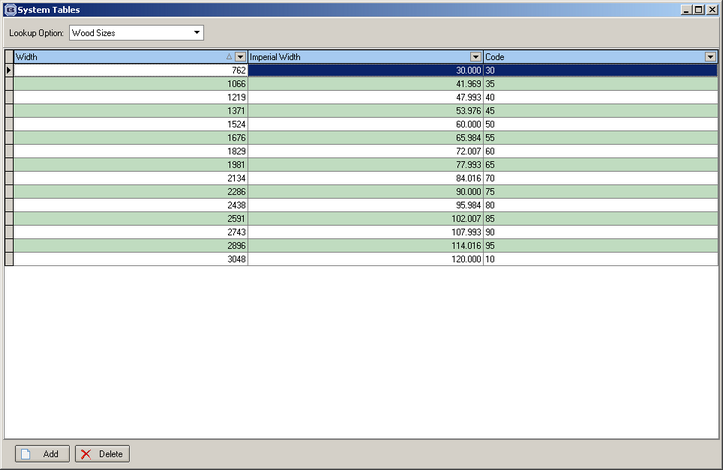 System Tables
Lookup Option: Wood Sizes
Width Imperial Width Code
762 30.000 30
1066 41.969 35
1219 47.993 40
1371 53.976 45
1524 60.000 50
1676 65.984 55
1829 72.007 60
1981 77.993 65
2134 84.016 70
2286 90.000 75
2438 95.984 80
2591 102.007 85
2743 107.993 90
2896 114.016 95
3048 120.000 10
Add Delete